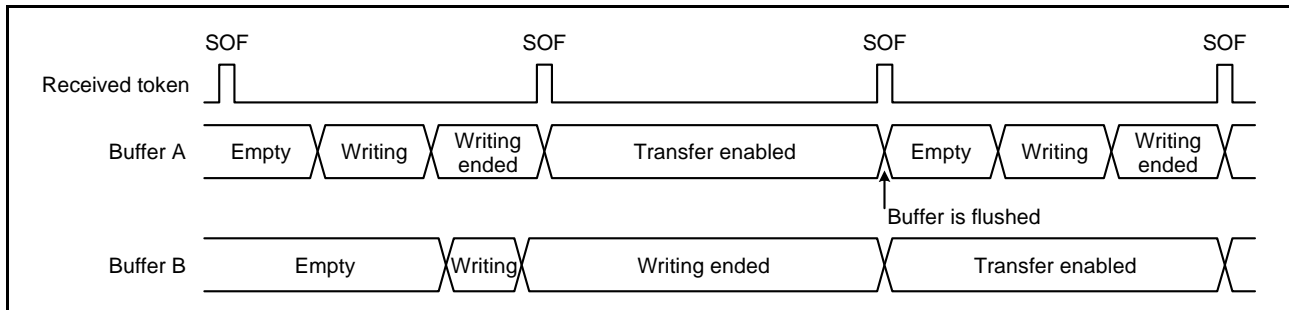 SOF SOF SOF SOF
Received token
Buffer A Empty Writing Writing ended Transfer enabled Empty Writing Writing ended
Buffer is flushed
Buffer B Empty Writing Writing ended Transfer enabled